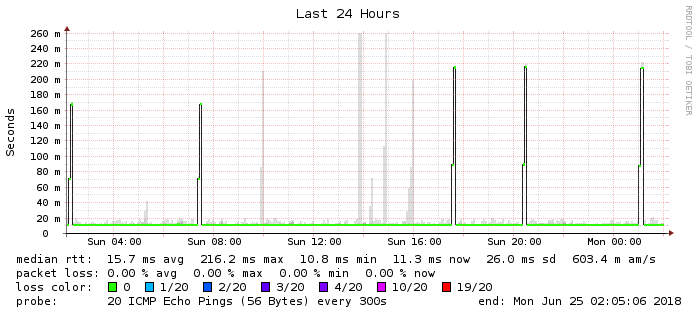 Last 24 Hours
RRDTOOL / TOBI OETIKER
Seconds
260 m
240 m
220 m
200 m
180 m
160 m
140 m
120 m
100 m
80 m
60 m
40 m
20 m
0
Sun 04:00 Sun 08:00 Sun 12:00 Sun 16:00 Sun 20:00 Mon 00:00
median rtt: 15.7 ms avg 216.2 ms max 10.8 ms min 11.3 ms now 26.0 ms sd 603.4 m am/s
packet loss: 0.00 % avg 0.00 % max 0.00 % min 0.00 % now
loss color: 0 1/20 2/20 3/20 4/20 10/20 19/20
probe: 20 ICMP Echo Pings (56 Bytes) every 300s end: Mon Jun 25 02:05:06 2018